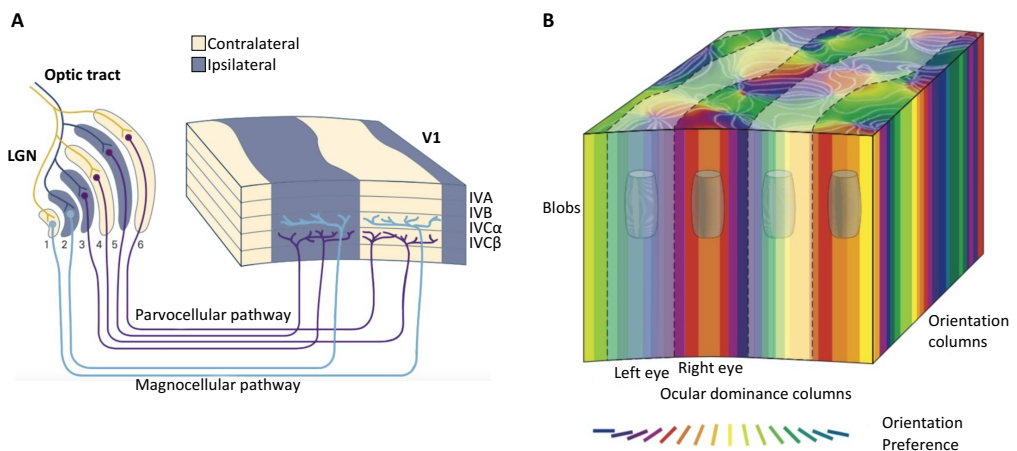 A
Contralateral
Ipsilateral
Optic tract
LGN
V1
IVA
IVB
IVCα
IVCβ
1 2 3 4 5 6
Parvocellular pathway
Magnocellular pathway
B
Blobs
Orientation
columns
Left eye Right eye
Ocular dominance columns
Orientation
Preference